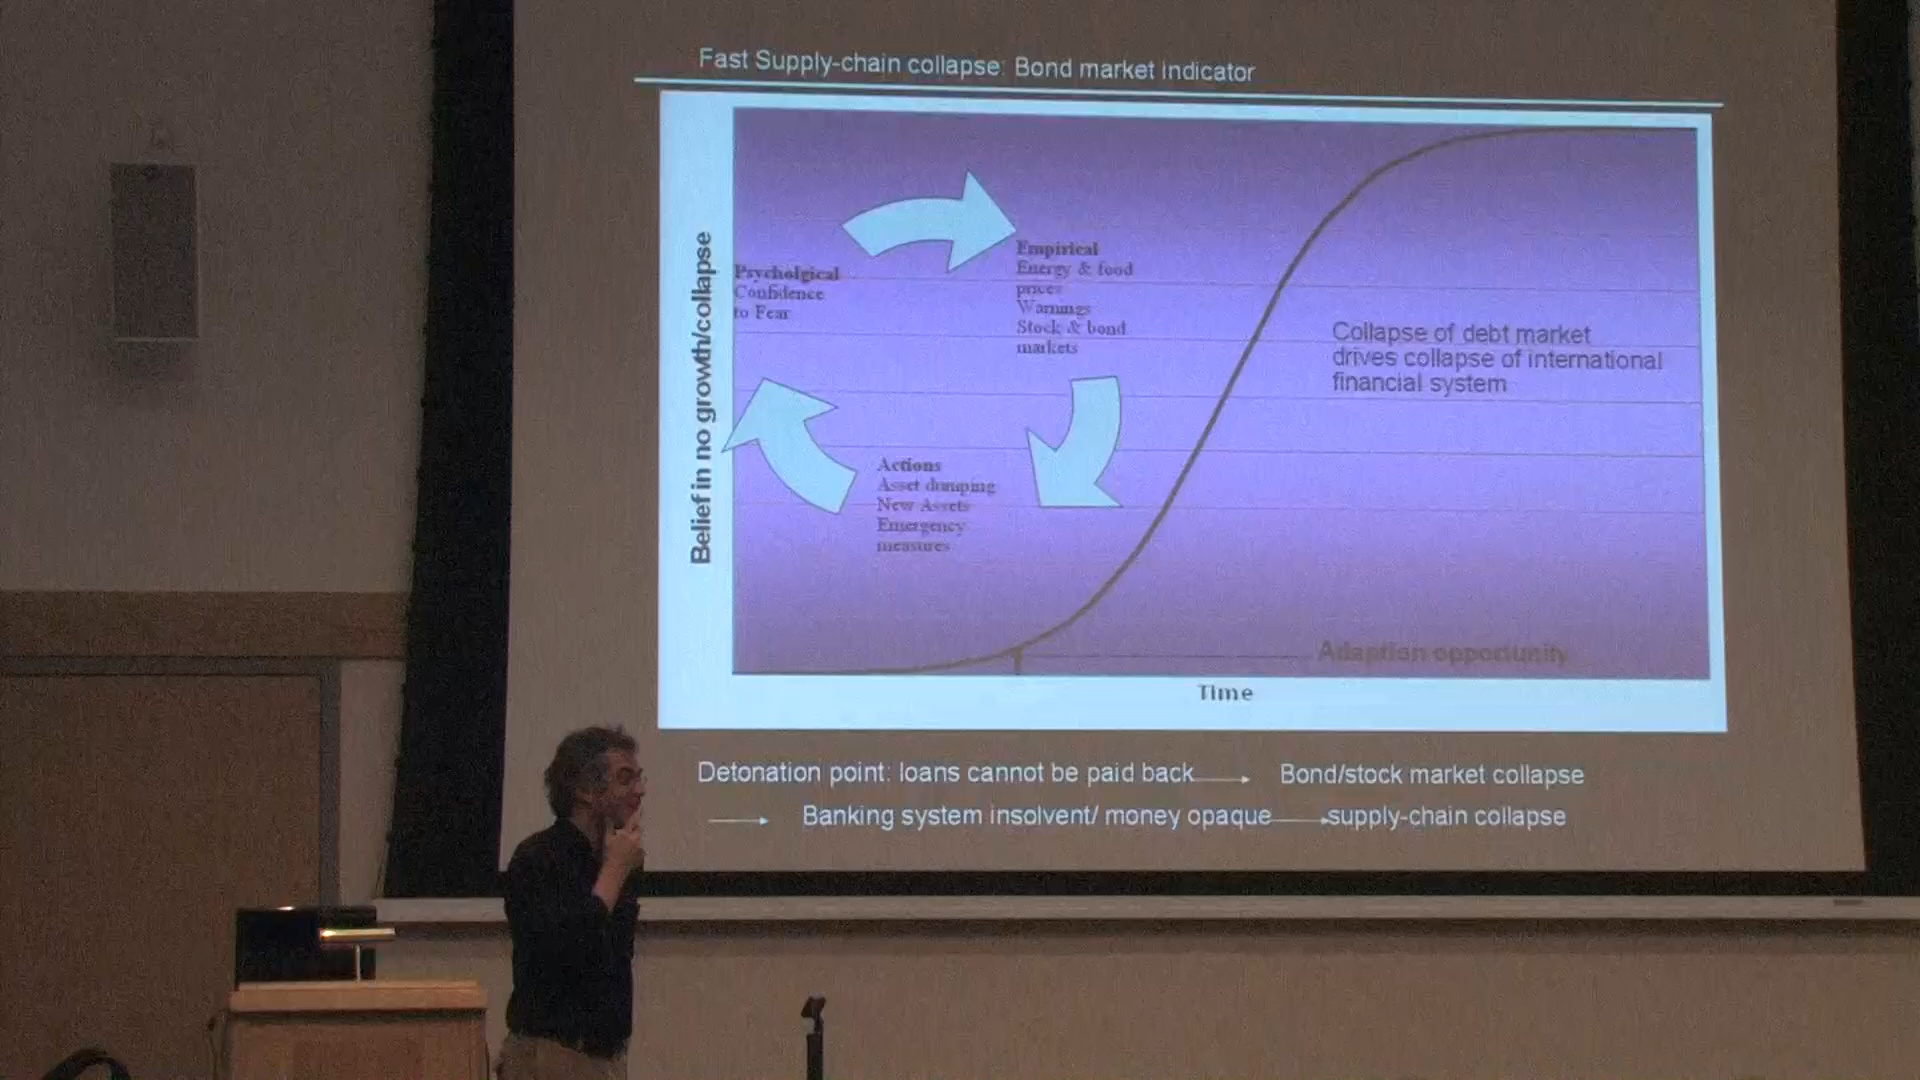 Fast Supply-chain collapse: Bond market indicator
Belief in no growth/collapse
Psycholgical
Confidence
to Fear
Empirical
Energy & food
prices
Warnings
Stock & bond
markets
Actions
Asset dumping
New Assets
Emergency
measures
Collapse of debt market
drives collapse of international
financial system
Adaption opportunity
Time
Detonation point: loans cannot be paid back → Bond/stock market collapse
→ Banking system insolvent/ money opaque → supply-chain collapse